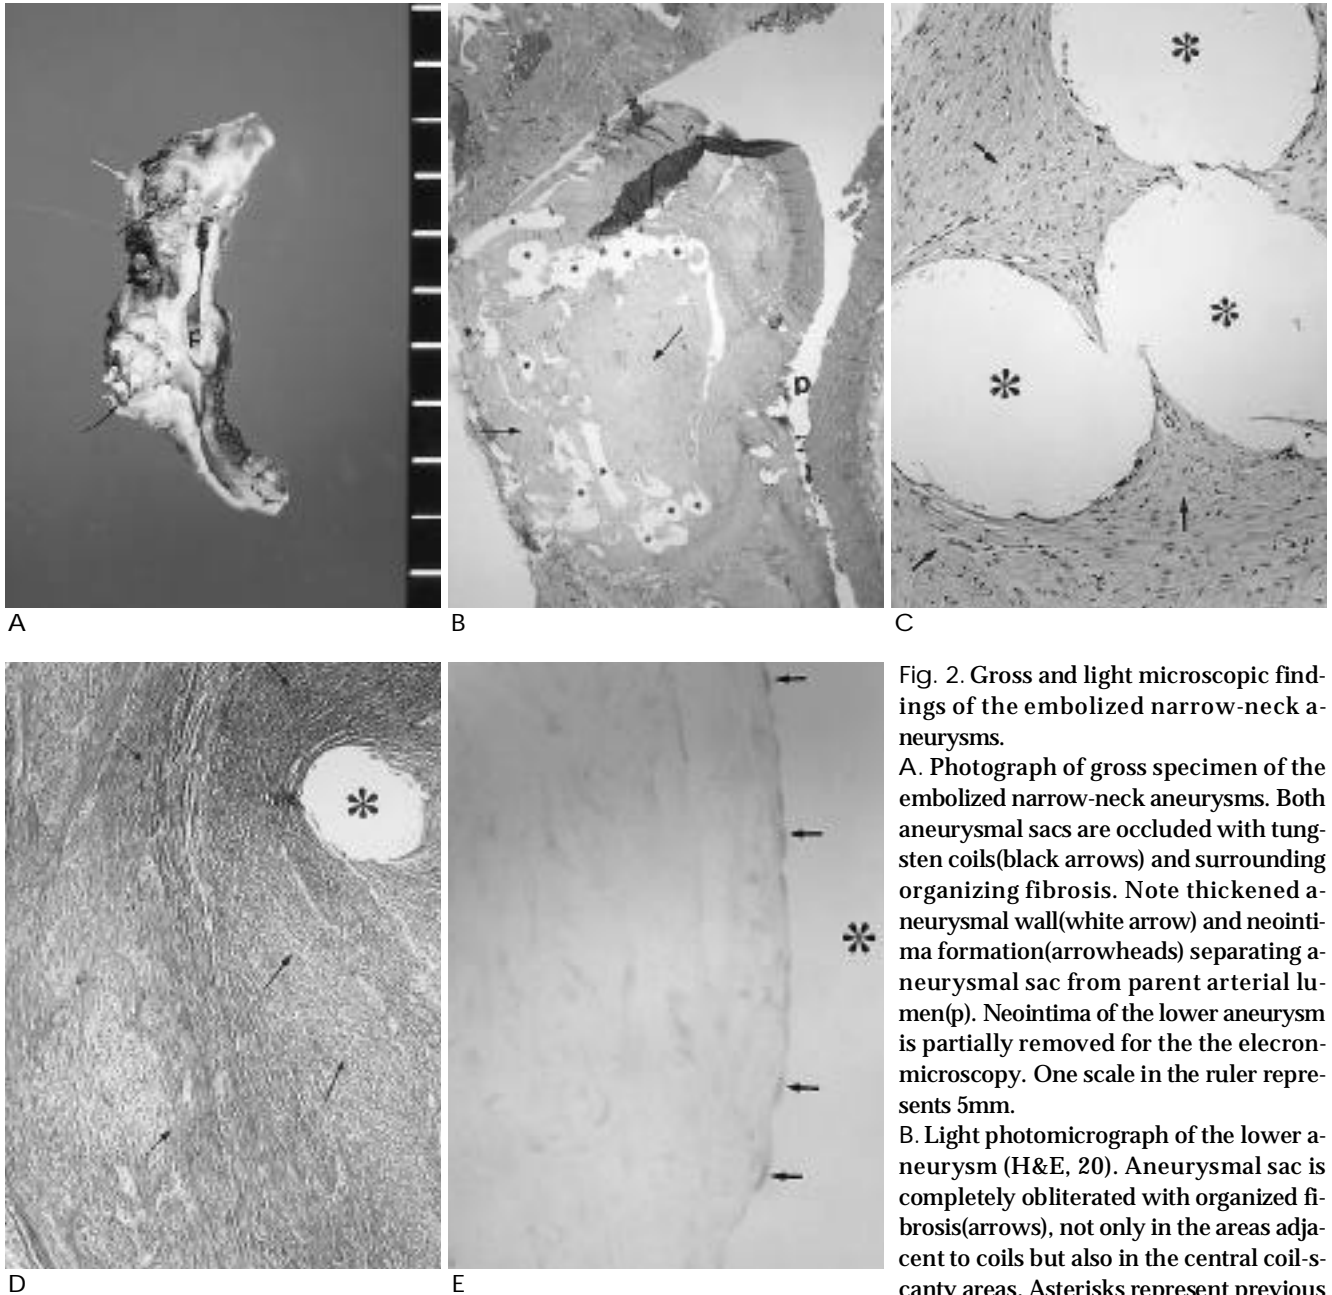 p
A
B
C
D
E
Fig. 2. Gross and light microscopic find-
ings of the embolized narrow-neck a-
neurysms.
A. Photograph of gross specimen of the
embolized narrow-neck aneurysms. Both
aneurysmal sacs are occluded with tung-
sten coils(black arrows) and surrounding
organizing fibrosis. Note thickened a-
neurysmal wall(white arrow) and neointi-
ma formation(arrowheads) separating a-
neurysmal sac from parent arterial lu-
men(p). Neointima of the lower aneurysm
is partially removed for the the elecron-
microscopy. One scale in the ruler repre-
sents 5mm.
B. Light photomicrograph of the lower a-
neurysm (H&E, 20). Aneurysmal sac is
completely obliterated with organized fi-
brosis(arrows), not only in the areas adja-
cent to coils but also in the central coil-s-
canty areas. Asterisks represent previous